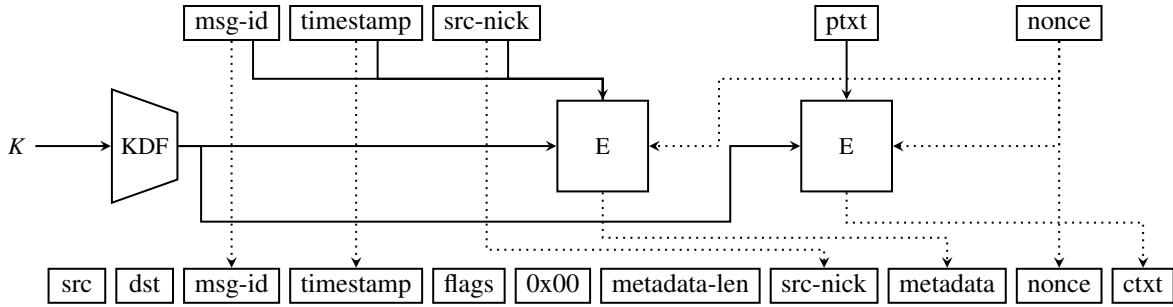 msg-id timestamp src-nick ptxt nonce
K KDF E E
src dst msg-id timestamp flags 0x00 metadata-len src-nick metadata nonce ctxt